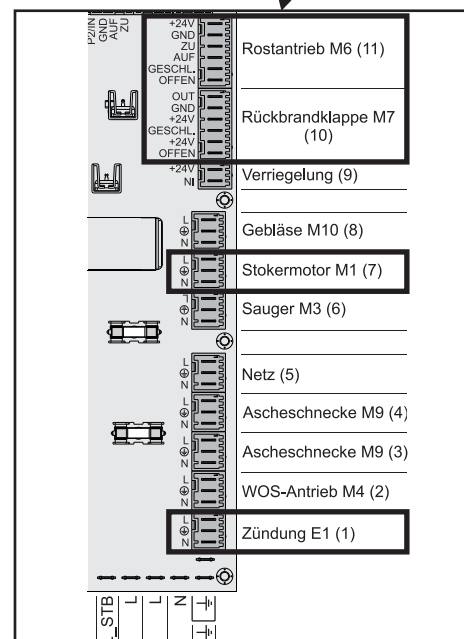 P2/IN
GND
AUF
ZU
+24V
GND
ZU
AUF
GESCHL.
OFFEN
Rostantrieb M6 (11)
OUT
GND
+24V
GESCHL.
+24V
OFFEN
Rückbrandklappe M7
(10)
+24V
NI
Verriegelung (9)
L
N
Gebläse M10 (8)
L
N
Stokermotor M1 (7)
L
N
Sauger M3 (6)
L
N
Netz (5)
L
N
Ascheschnecke M9 (4)
L
N
Ascheschnecke M9 (3)
L
N
WOS-Antrieb M4 (2)
L
N
Zündung E1 (1)
STB
L
L
N